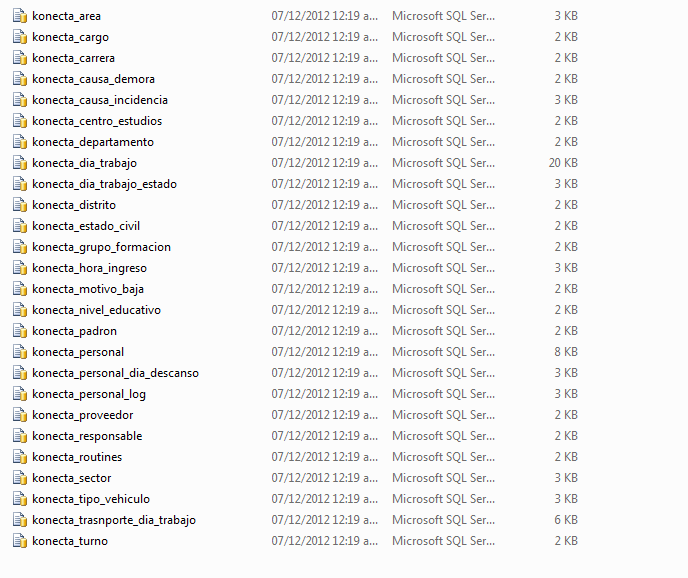 konecta_area 07/12/2012 12:19 a... Microsoft SQL Ser... 3 KB
konecta_cargo 07/12/2012 12:19 a... Microsoft SQL Ser... 2 KB
konecta_carrera 07/12/2012 12:19 a... Microsoft SQL Ser... 2 KB
konecta_causa_demora 07/12/2012 12:19 a... Microsoft SQL Ser... 2 KB
konecta_causa_incidencia 07/12/2012 12:19 a... Microsoft SQL Ser... 3 KB
konecta_centro_estudios 07/12/2012 12:19 a... Microsoft SQL Ser... 2 KB
konecta_departamento 07/12/2012 12:19 a... Microsoft SQL Ser... 2 KB
konecta_dia_trabajo 07/12/2012 12:19 a... Microsoft SQL Ser... 20 KB
konecta_dia_trabajo_estado 07/12/2012 12:19 a... Microsoft SQL Ser... 3 KB
konecta_distrito 07/12/2012 12:19 a... Microsoft SQL Ser... 2 KB
konecta_estado_civil 07/12/2012 12:19 a... Microsoft SQL Ser... 2 KB
konecta_grupo_formacion 07/12/2012 12:19 a... Microsoft SQL Ser... 2 KB
konecta_hora_ingreso 07/12/2012 12:19 a... Microsoft SQL Ser... 3 KB
konecta_motivo_baja 07/12/2012 12:19 a... Microsoft SQL Ser... 2 KB
konecta_nivel_educativo 07/12/2012 12:19 a... Microsoft SQL Ser... 2 KB
konecta_padron 07/12/2012 12:19 a... Microsoft SQL Ser... 2 KB
konecta_personal 07/12/2012 12:19 a... Microsoft SQL Ser... 8 KB
konecta_personal_dia_descanso 07/12/2012 12:19 a... Microsoft SQL Ser... 3 KB
konecta_personal_log 07/12/2012 12:19 a... Microsoft SQL Ser... 3 KB
konecta_proveedor 07/12/2012 12:19 a... Microsoft SQL Ser... 2 KB
konecta_responsable 07/12/2012 12:19 a... Microsoft SQL Ser... 2 KB
konecta_routines 07/12/2012 12:19 a... Microsoft SQL Ser... 2 KB
konecta_sector 07/12/2012 12:19 a... Microsoft SQL Ser... 3 KB
konecta_tipo_vehiculo 07/12/2012 12:19 a... Microsoft SQL Ser... 3 KB
konecta_trasnporte_dia_trabajo 07/12/2012 12:19 a... Microsoft SQL Ser... 6 KB
konecta_turno 07/12/2012 12:19 a... Microsoft SQL Ser... 2 KB